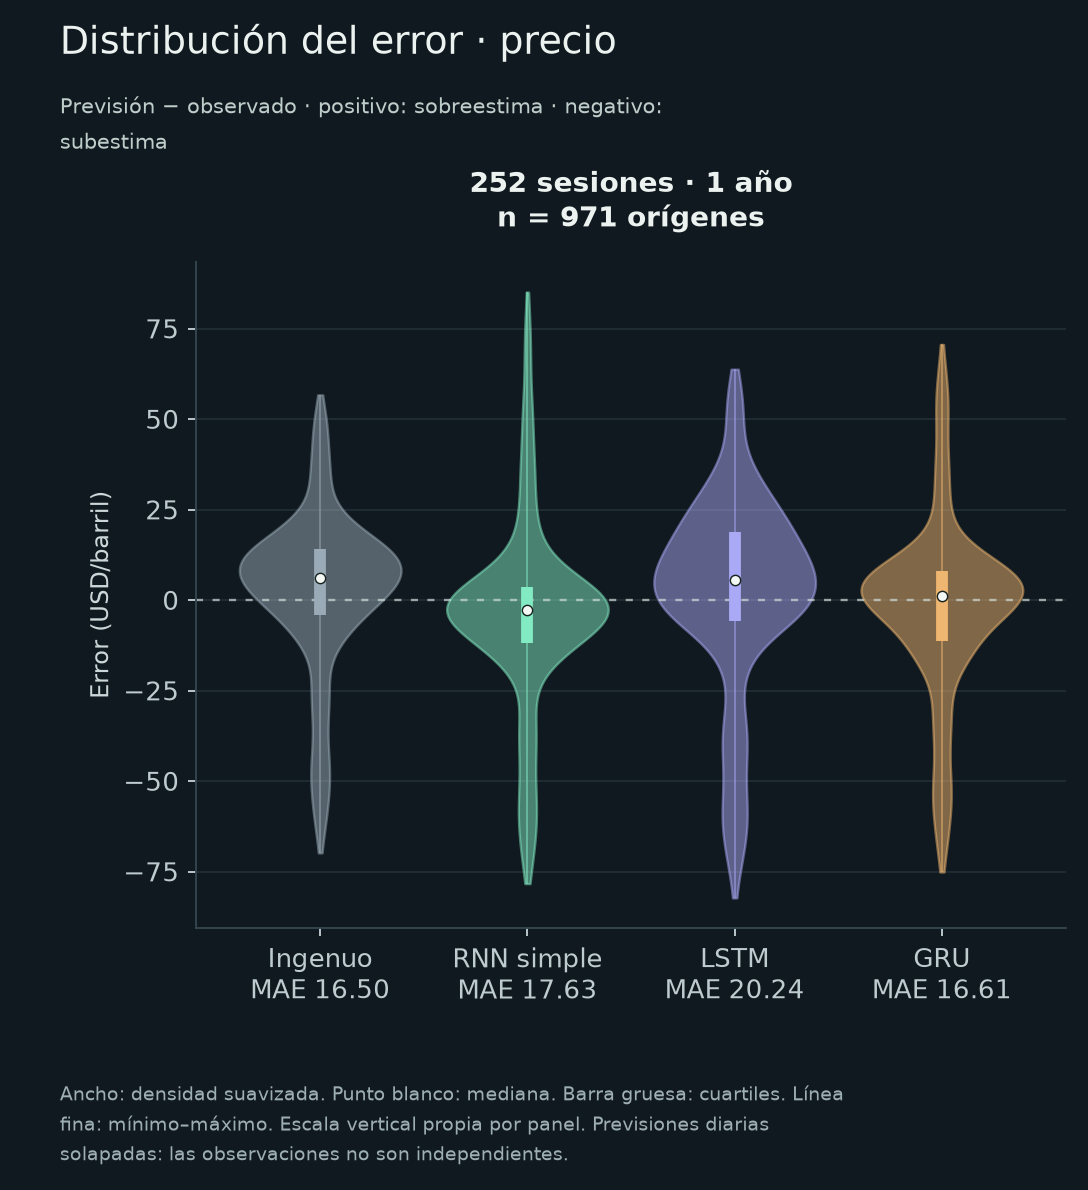 Distribución del error · precio
Previsión − observado · positivo: sobreestima · negativo:
subestima
252 sesiones · 1 año
n = 971 orígenes
Error (USD/barril)
75
50
25
0
−25
−50
−75
Ingenuo
MAE 16.50
RNN simple
MAE 17.63
LSTM
MAE 20.24
GRU
MAE 16.61
Ancho: densidad suavizada. Punto blanco: mediana. Barra gruesa: cuartiles. Línea
fina: mínimo–máximo. Escala vertical propia por panel. Previsiones diarias
solapadas: las observaciones no son independientes.